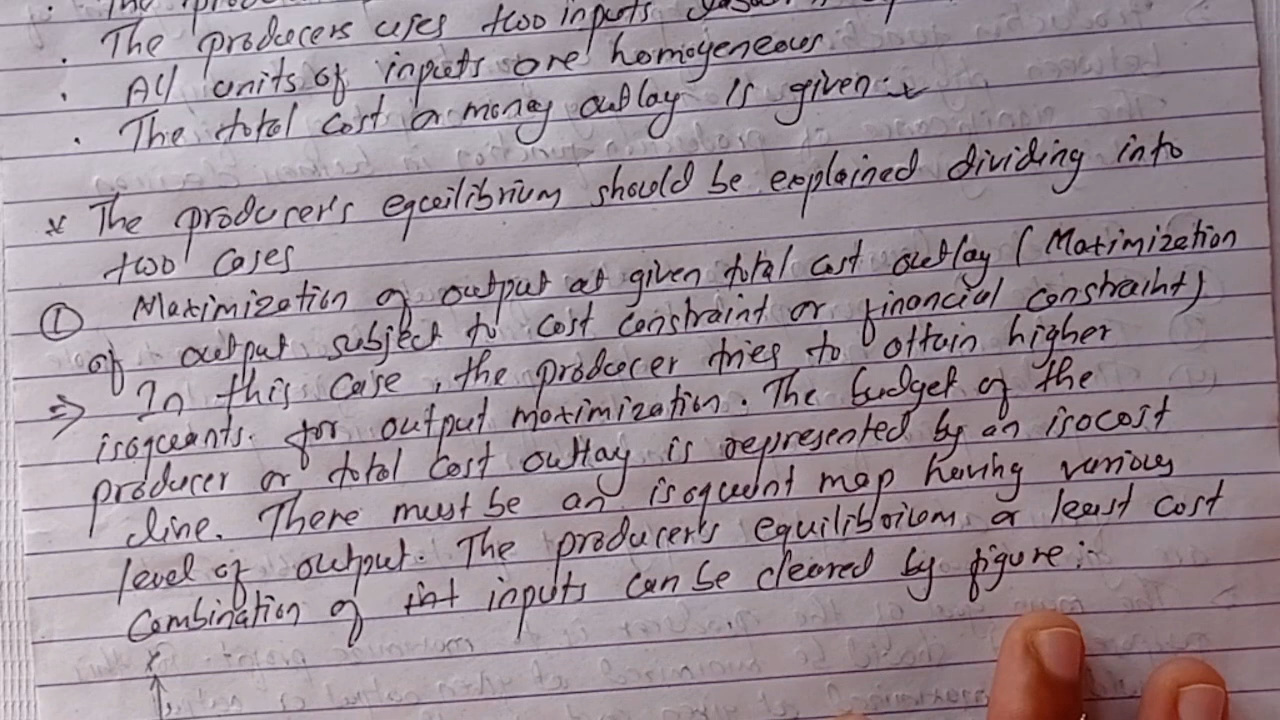 The
. The producers uses two inputs
. All units of inputs are homogeneous
. The total cost or money outlay is given.
* The producer's equilibrium should be explained dividing into
two cases
① Maximization of output at given total cost outlay (Maximization
of output subject to cost constraint or financial constraint)
⇒ In this case, the producer tries to attain higher
isoquants for output maximization. The budget of the
producer or total cost outlay is represented by an isocost
line. There must be an isoquent map having various
level of output. The producer's equilibrium or least cost
combination of inputs can be cleared by figure:-
Y